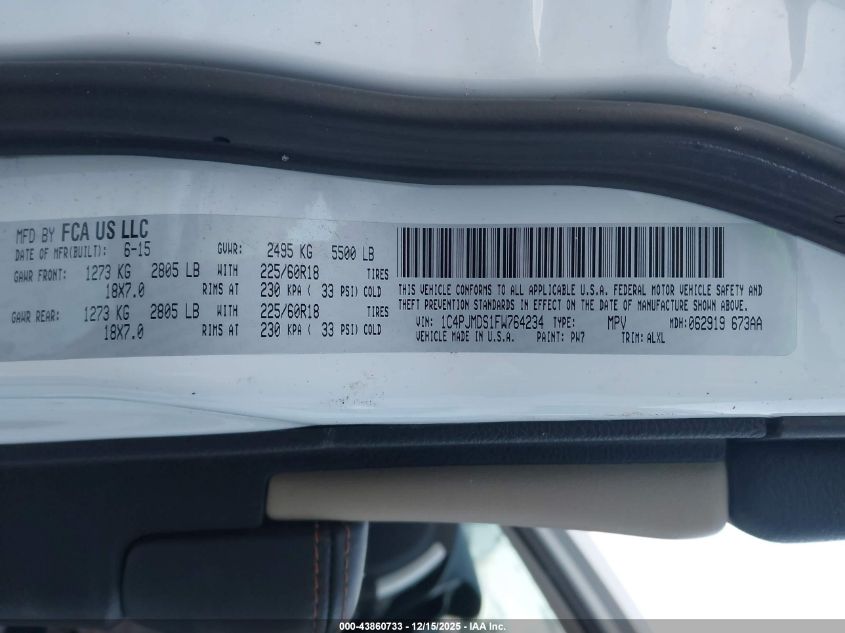 MFD BY FCA US LLC
DATE OF MFR(BUILT): 6-15 GVWR: 2495 KG 5500 LB
GAWR FRONT: 1273 KG 2805 LB WITH 225/60R18 TIRES
18X7.0 RIMS AT 230 KPA ( 33 PSI) COLD
GAWR REAR: 1273 KG 2805 LB WITH 225/60R18 TIRES
18X7.0 RIMS AT 230 KPA ( 33 PSI) COLD
THIS VEHICLE CONFORMS TO ALL APPLICABLE U.S.A. FEDERAL MOTOR VEHICLE SAFETY AND
THEFT PREVENTION STANDARDS IN EFFECT ON THE DATE OF MANUFACTURE SHOWN ABOVE.
VIN: 1C4PJMDS1FW764234 TYPE: MPV MDH:062919 673AA
VEHICLE MADE IN U.S.A. PAINT: PW7 TRIM: ALXL
000-43860733 - 12/15/2025 - IAA Inc.